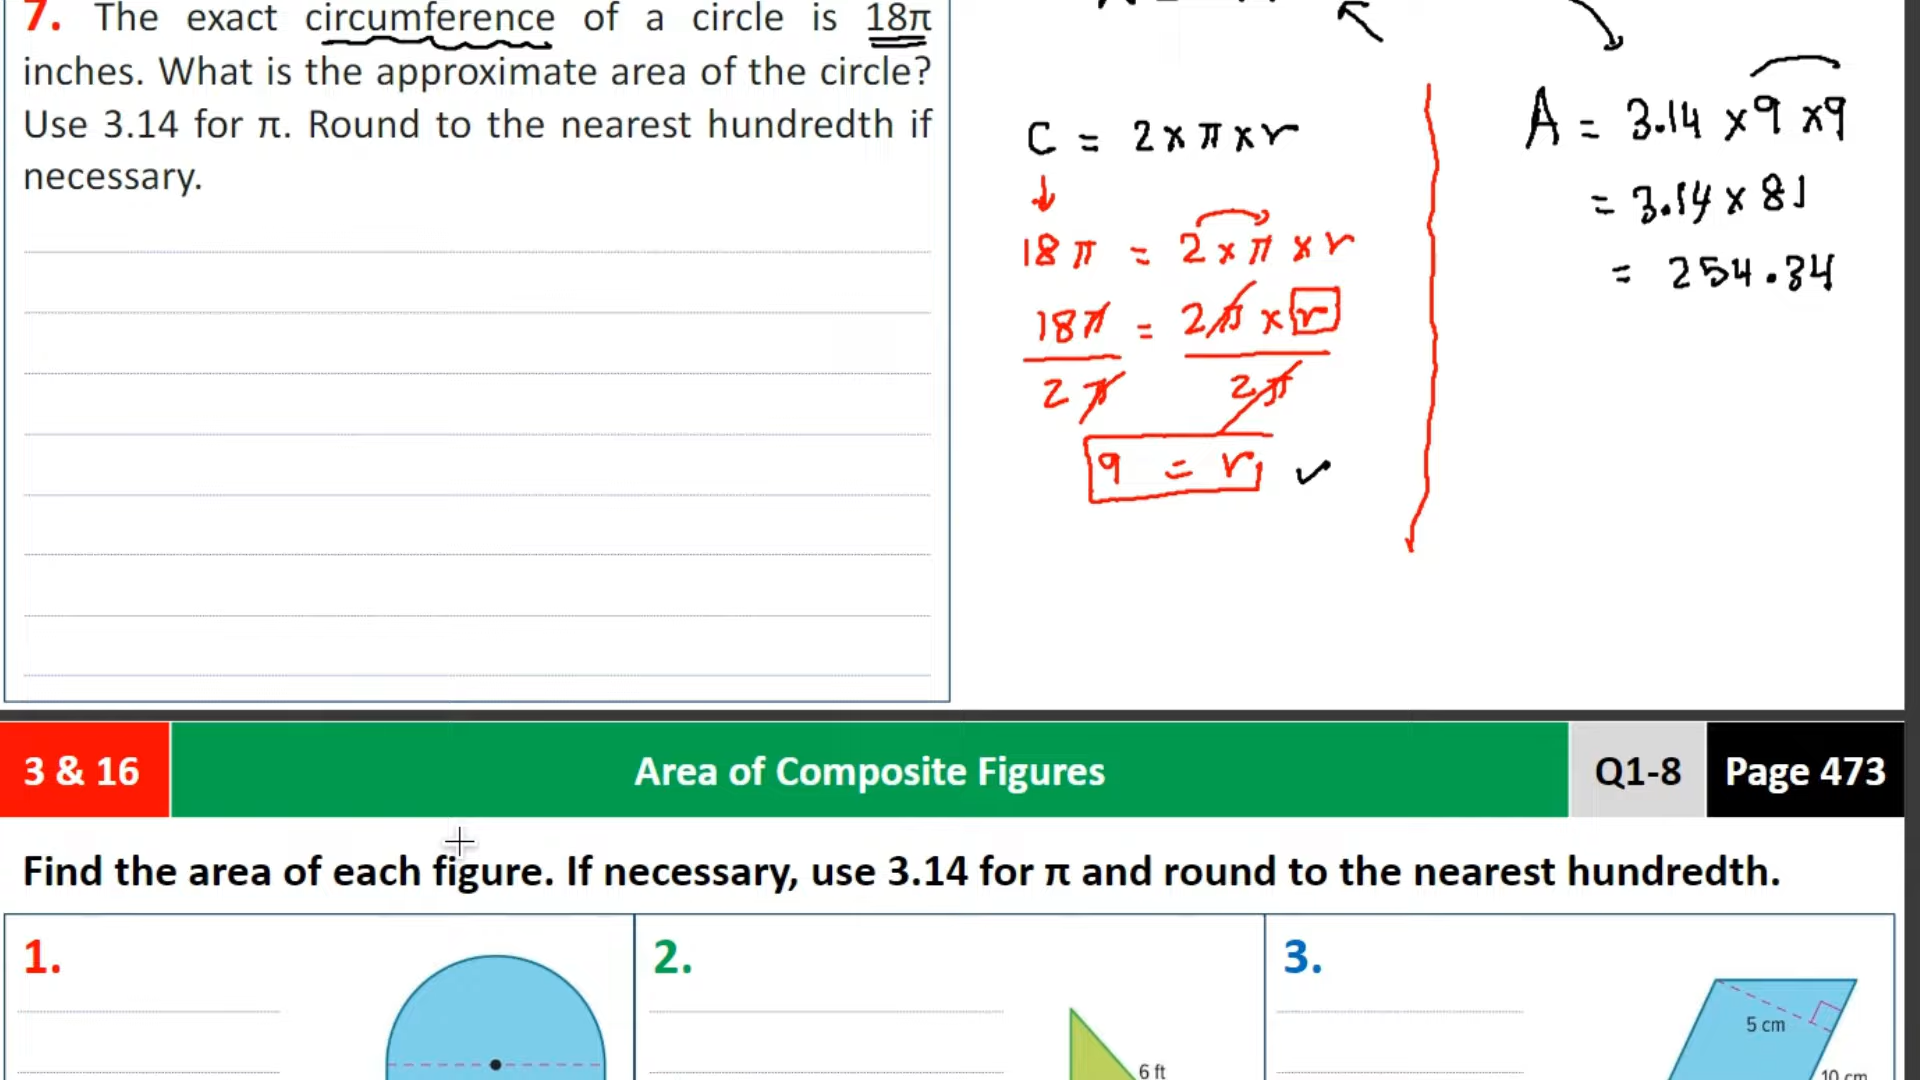 7. The exact circumference of a circle is 18π
inches. What is the approximate area of the circle?
Use 3.14 for π. Round to the nearest hundredth if
necessary.
C = 2 x π x r
18π = 2 x π x r
18π = 2π x r
2π 2π
9 = r
A = 3.14 x 9 x 9
= 3.14 x 81
= 254.34
3 & 16
Area of Composite Figures
Q1-8
Page 473
Find the area of each figure. If necessary, use 3.14 for π and round to the nearest hundredth.
1.
2.
6 ft
3.
5 cm
10 cm